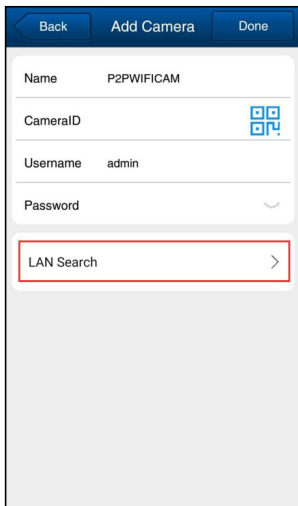 Back Add Camera Done
Name P2PWIFICAM
CameraID
Username admin
Password
LAN Search